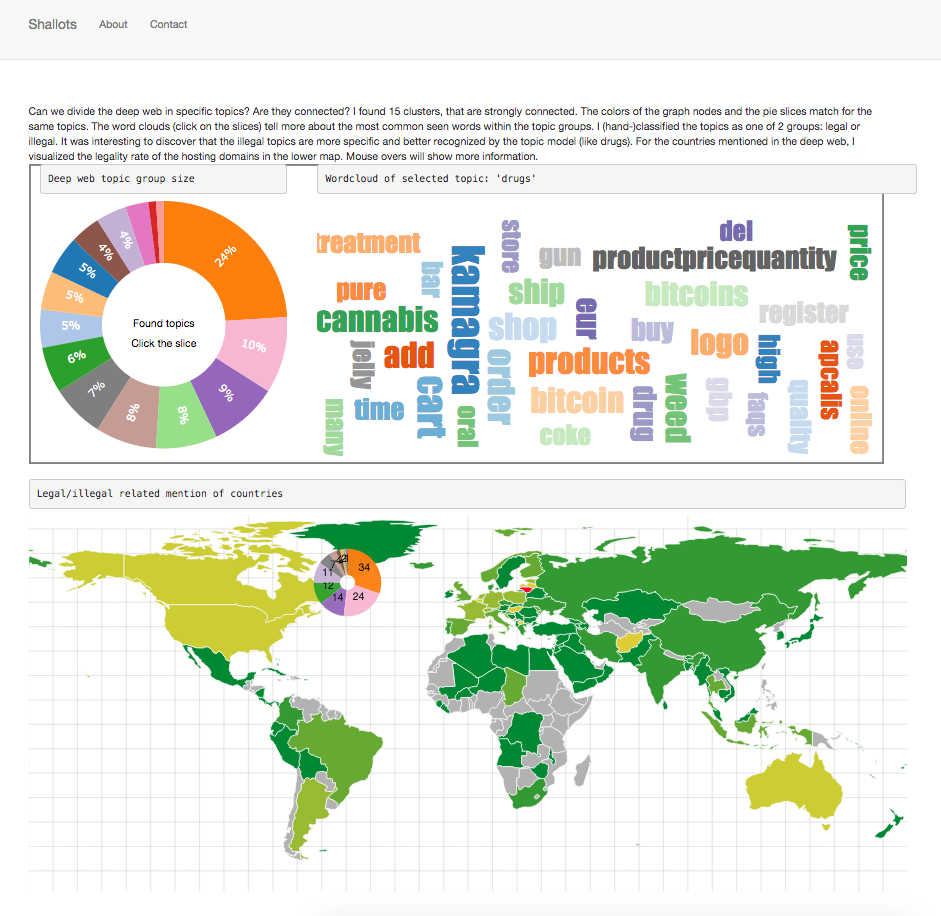 Shallots About Contact
Can we divide the deep web in specific topics? Are they connected? I found 15 clusters, that are strongly connected. The colors of the graph nodes and the pie slices match for the
same topics. The word clouds (click on the slices) tell more about the most common seen words within the topic groups. I (hand-)classified the topics as one of 2 groups: legal or
illegal. It was interesting to discover that the illegal topics are more specific and better recognized by the topic model (like drugs). For the countries mentioned in the deep web, I
visualized the legality rate of the hosting domains in the lower map. Mouse overs will show more information.
Deep web topic group size
24%
10%
9%
8%
8%
7%
6%
5%
5%
5%
4%
4%
Found topics
Click the slice
Wordcloud of selected topic: 'drugs'
treatment
store
gun
del
productpricequantity
price
bar
kamagra
pure
ship
bitcoins
cannabis
shop
eur
buy
register
logo
jelly
add
order
products
high
apcalis
use
many
time
cart
oral
bitcoin
coke
drug
weed
gbp
fags
quality
online
Legal/illegal related mention of countries
34
24
14
12
11
7